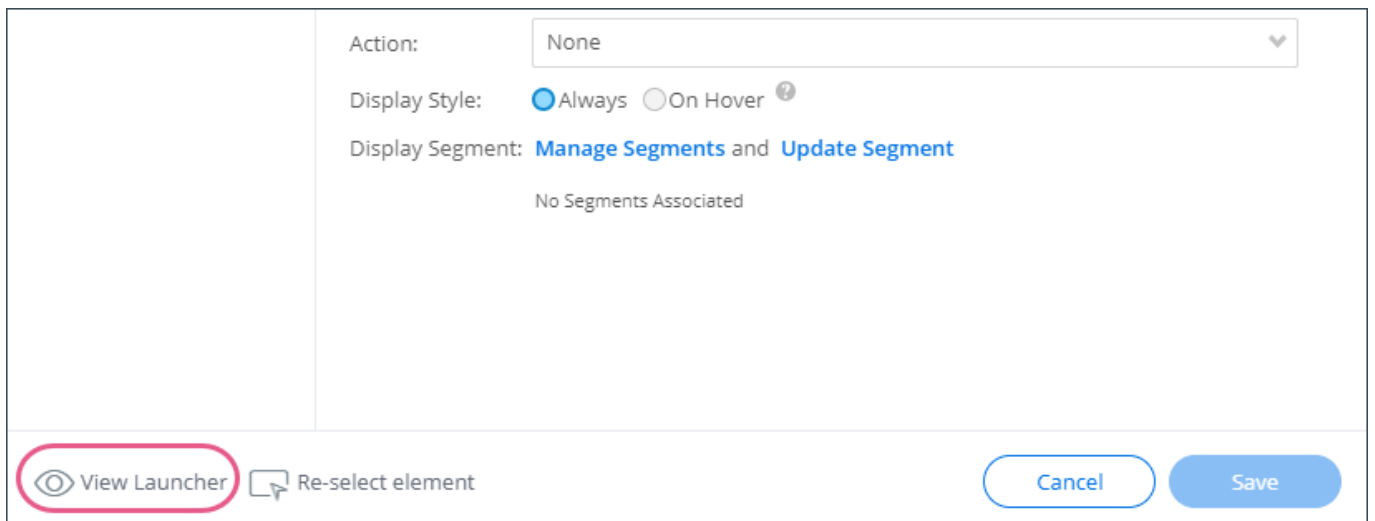 Action: None
Display Style: Always On Hover ?
Display Segment: Manage Segments and Update Segment
No Segments Associated
View Launcher Re-select element Cancel Save